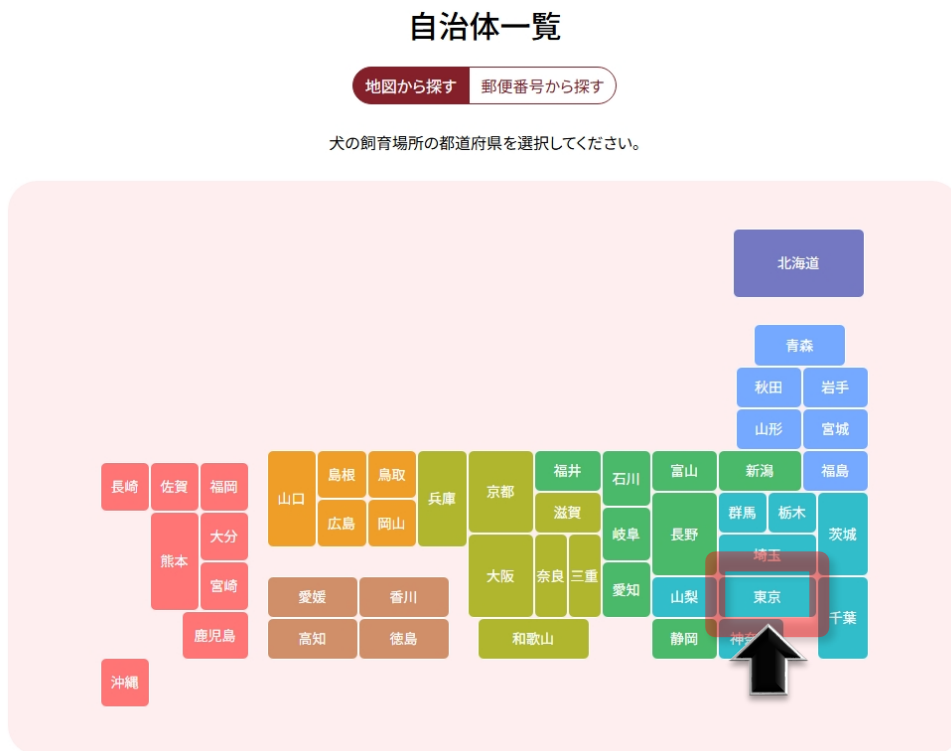 自治体一覧
地図から探す
郵便番号から探す
犬の飼育場所の都道府県を選択してください。
北海道
青森
秋田
岩手
山形
宮城
長崎
佐賀
福岡
山口
島根
鳥取
兵庫
京都
福井
石川
富山
新潟
福島
滋賀
群馬
栃木
茨城
大分
熊本
広島
岡山
岐阜
長野
埼玉
宮崎
愛媛
香川
大阪
奈良
三重
愛知
山梨
東京
千葉
鹿児島
高知
徳島
和歌山
静岡
沖縄